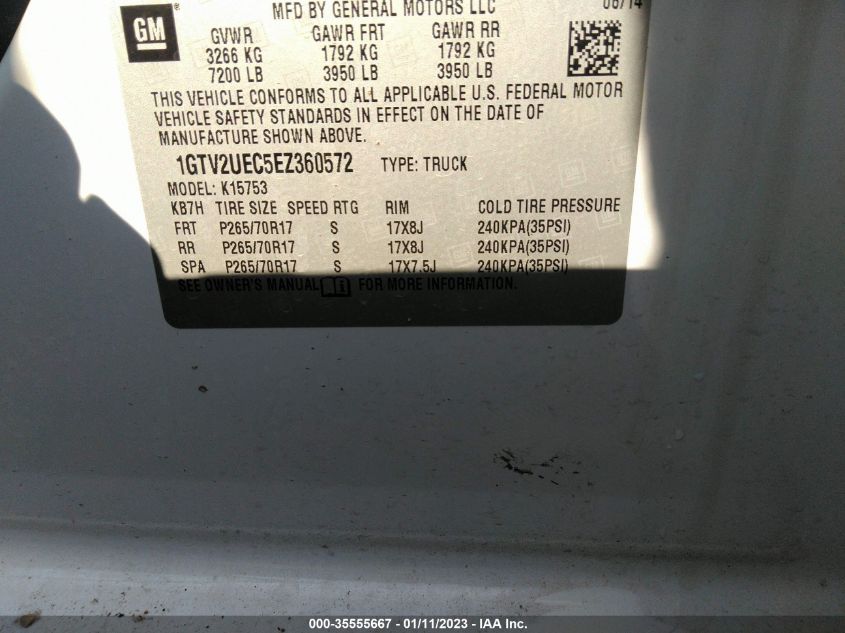 MFD BY GENERAL MOTORS LLC 06/14
GM
GVWR GAWR FRT GAWR RR
3266 KG 1792 KG 1792 KG
7200 LB 3950 LB 3950 LB
THIS VEHICLE CONFORMS TO ALL APPLICABLE U.S. FEDERAL MOTOR
VEHICLE SAFETY STANDARDS IN EFFECT ON THE DATE OF
MANUFACTURE SHOWN ABOVE.
1GTV2UEC5EZ360572 TYPE: TRUCK
MODEL: K15753
KB7H TIRE SIZE SPEED RTG RIM COLD TIRE PRESSURE
FRT P265/70R17 S 17X8J 240KPA(35PSI)
RR P265/70R17 S 17X8J 240KPA(35PSI)
SPA P265/70R17 S 17X7.5J 240KPA(35PSI)
SEE OWNER'S MANUAL FOR MORE INFORMATION.
000-35555667 - 01/11/2023 - IAA Inc.